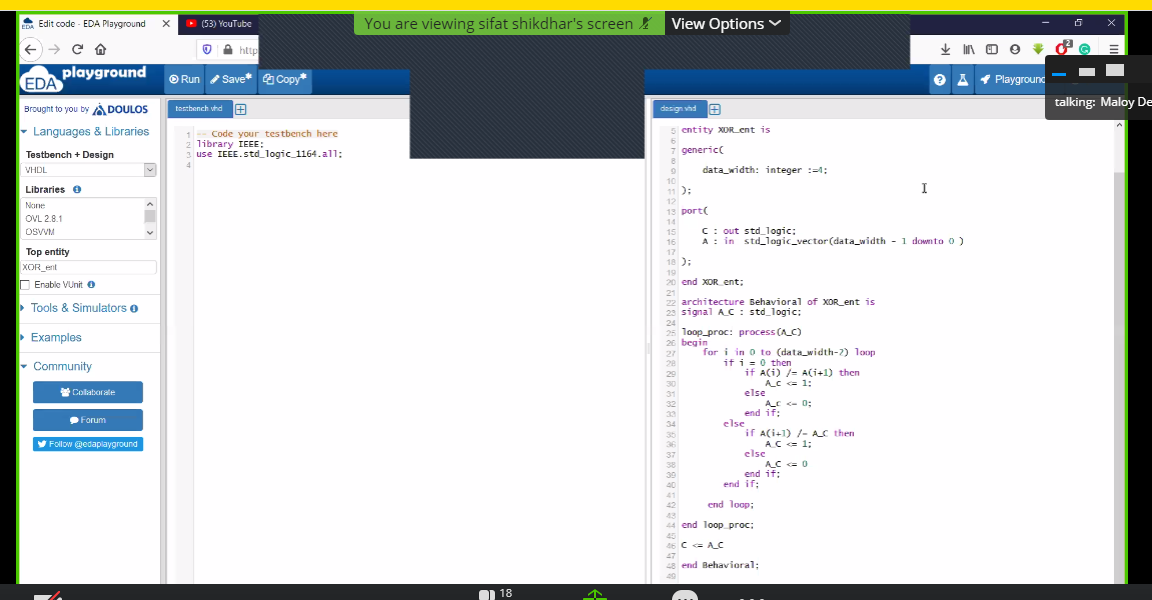 Edit code - EDA Playground
(53) YouTube
You are viewing sifat shikdhar's screen
View Options
http
2
EDA playground
Run
Save*
Copy*
Playground
talking: Maloy De
Brought to you by DOULOS
Languages & Libraries
Testbench + Design
VHDL
Libraries
None
OVL 2.8.1
OSVVM
Top entity
XOR_ent
Enable VUnit
Tools & Simulators
Examples
Community
Collaborate
Forum
Follow @edaplayground
testbench.vhd
1 -- Code your testbench here
2 library IEEE;
3 use IEEE.std_logic_1164.all;
4
design.vhd
5 entity XOR_ent is
6
7 generic(
8
9 data_width: integer :=4;
10
11 );
12
13 port(
14
15 C : out std_logic;
16 A : in std_logic_vector(data_width - 1 downto 0 )
17
18 );
19
20 end XOR_ent;
21
22 architecture Behavioral of XOR_ent is
23 signal A_C : std_logic;
24
25 loop_proc: process(A_C)
26 begin
27 for i in 0 to (data_width-2) loop
28 if i = 0 then
29 if A(i) /= A(i+1) then
30 A_c <= 1;
31 else
32 A_c <= 0;
33 end if;
34 else
35 if A(i+1) /= A_C then
36 A_C <= 1;
37 else
38 A_C <= 0
39 end if;
40 end if;
41
42 end loop;
43
44 end loop_proc;
45
46 C <= A_C
47
48 end Behavioral;
49
18